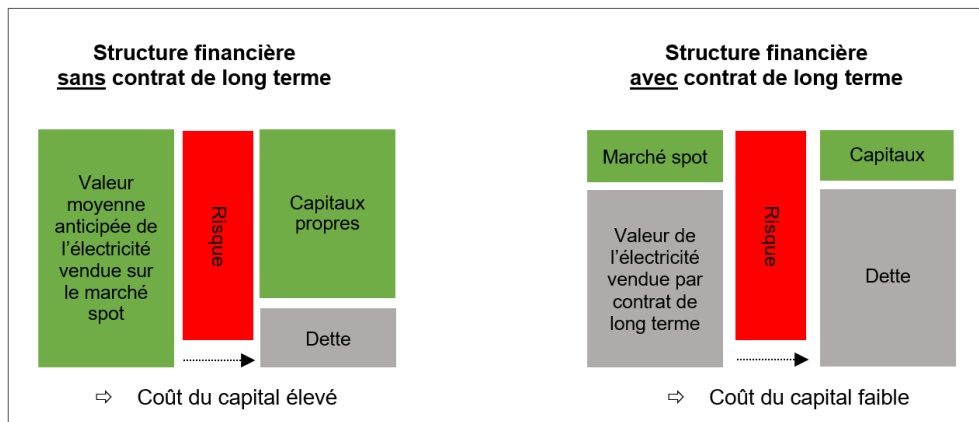 Structure financière
sans contrat de long terme
Valeur
moyenne
anticipée de
l'électricité
vendue sur
le marché
spot
Risque
Capitaux
propres
Dette
⇨ Coût du capital élevé
Structure financière
avec contrat de long terme
Marché spot
Valeur de
l'électricité
vendue par
contrat de
long terme
Risque
Capitaux
Dette
⇨ Coût du capital faible